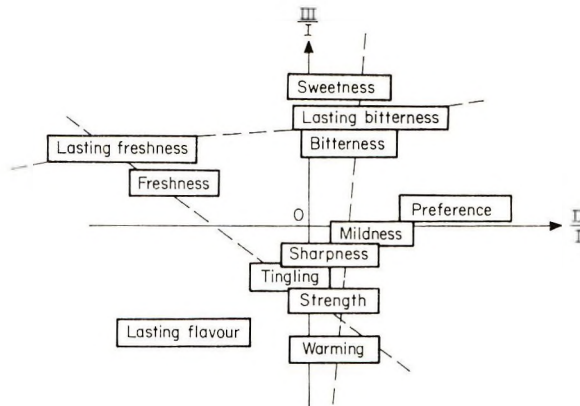 III
I
Sweetness
Lasting bitterness
Lasting freshness
Bitterness
Freshness
Preference
O
II
I
Mildness
Sharpness
Tingling
Strength
Lasting flavour
Warming